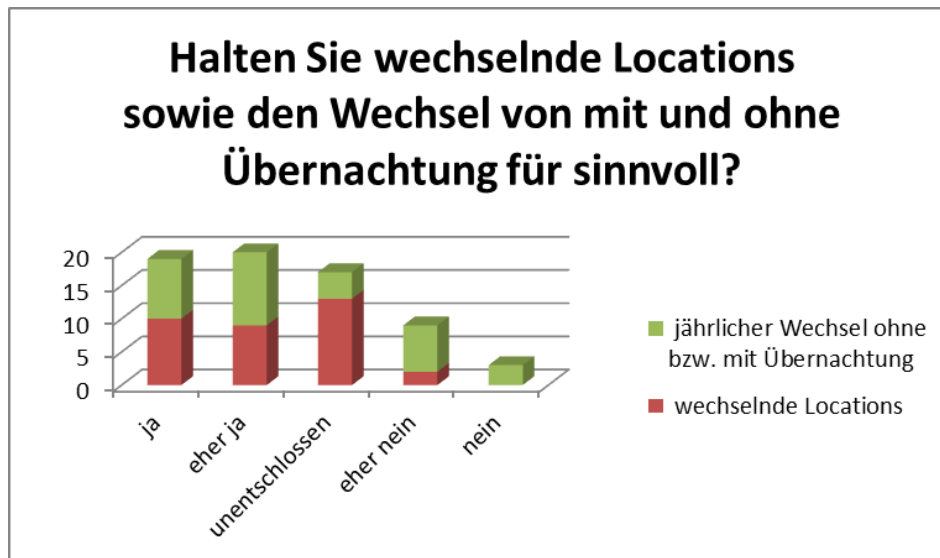 Halten Sie wechselnde Locations
sowie den Wechsel von mit und ohne
Übernachtung für sinnvoll?
20
15
10
5
0
ja
eher ja
unentschlossen
eher nein
nein
jährlicher Wechsel ohne
bzw. mit Übernachtung
wechselnde Locations